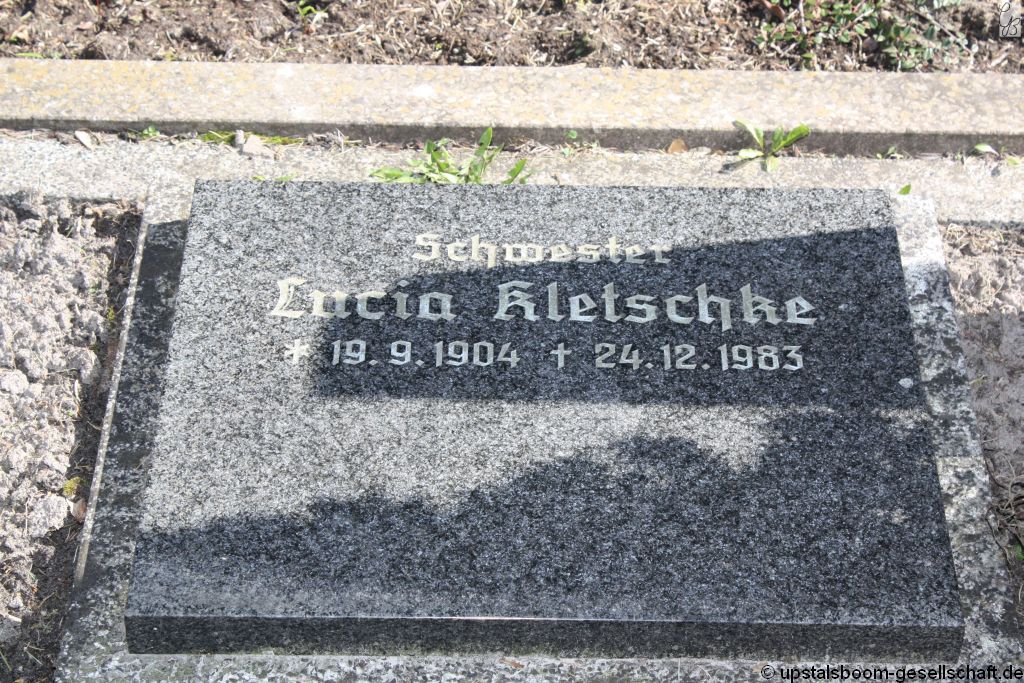 Schwester
Lucia Kletschke
* 19.9.1904 † 24.12.1983
© upstalsboom-gesellschaft.de